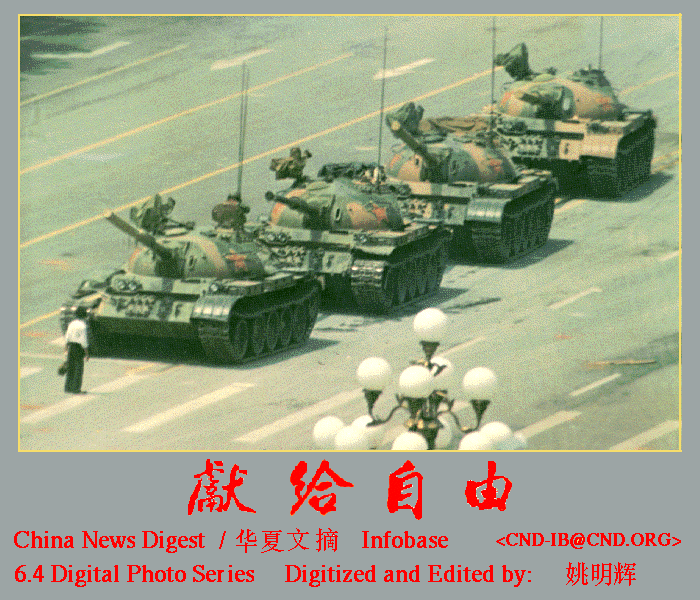 獻给自由
China News Digest / 华夏文摘 Infobase <CND-IB@CND.ORG>
6.4 Digital Photo Series Digitized and Edited by: 姚明辉